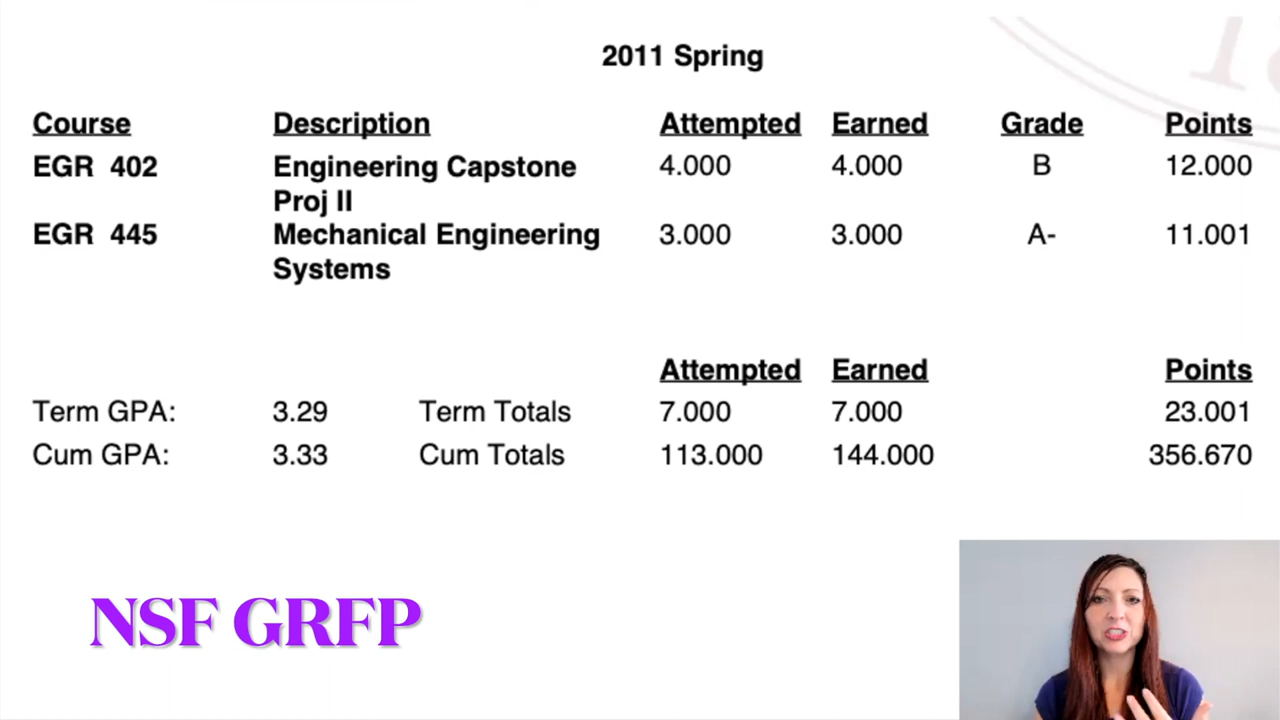 2011 Spring
Course Description Attempted Earned Grade Points
EGR 402 Engineering Capstone 4.000 4.000 B 12.000
Proj II
EGR 445 Mechanical Engineering 3.000 3.000 A- 11.001
Systems
Attempted Earned Points
Term GPA: 3.29 Term Totals 7.000 7.000 23.001
Cum GPA: 3.33 Cum Totals 113.000 144.000 356.670
NSF GRFP